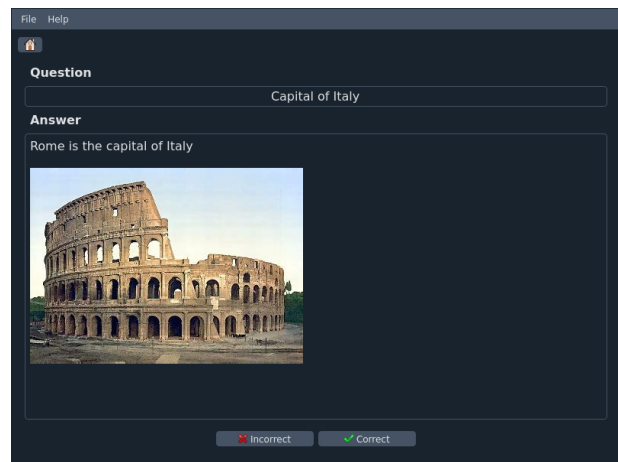 File Help
Question
Capital of Italy
Answer
Rome is the capital of Italy
Incorrect Correct